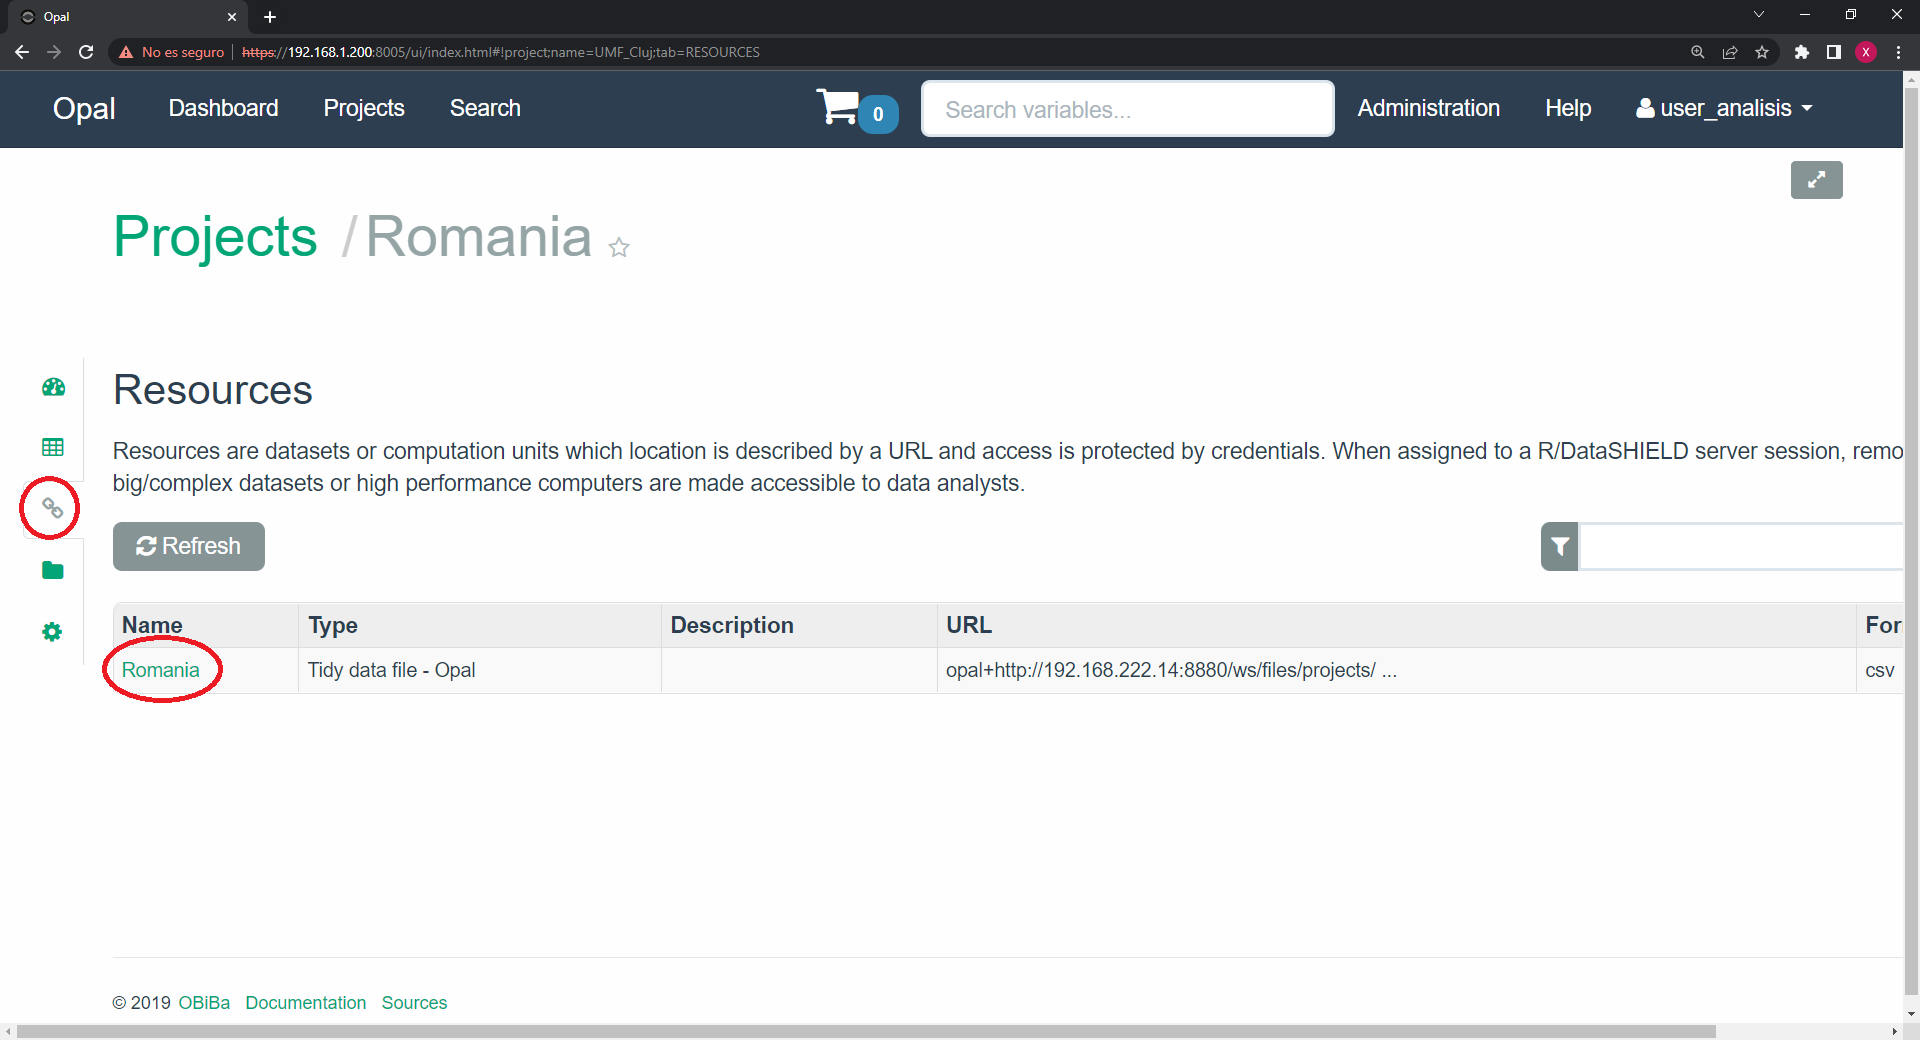 Opal
No es seguro https://192.168.1.200:8005/ui/index.html#!project;name=UMF_Cluj;tab=RESOURCES X
Opal Dashboard Projects Search 0 Search variables... Administration Help user_analisis
Projects / Romania
Resources
Resources are datasets or computation units which location is described by a URL and access is protected by credentials. When assigned to a R/DataSHIELD server session, remo
big/complex datasets or high performance computers are made accessible to data analysts.
Refresh
Name Type Description URL For
Romania Tidy data file - Opal opal+http://192.168.222.14:8880/ws/files/projects/ ... csv
© 2019 OBiBa Documentation Sources